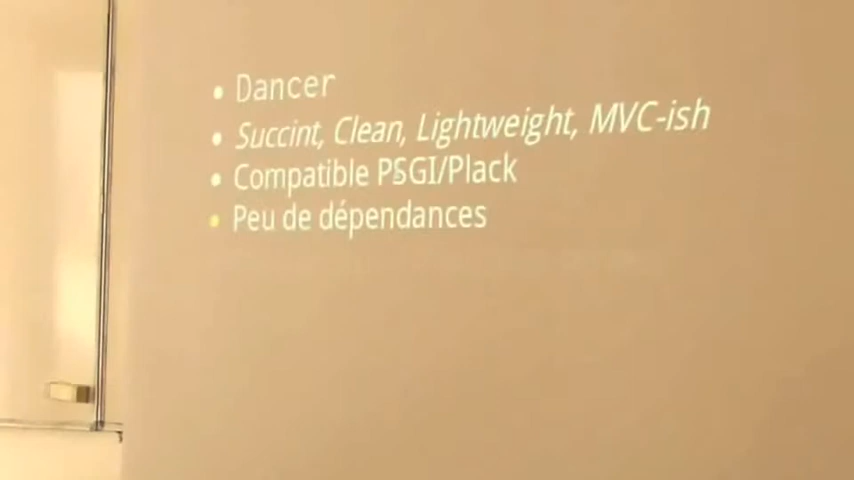 • Dancer
• Succint, Clean, Lightweight, MVC-ish
• Compatible PSGI/Plack
• Peu de dépendances